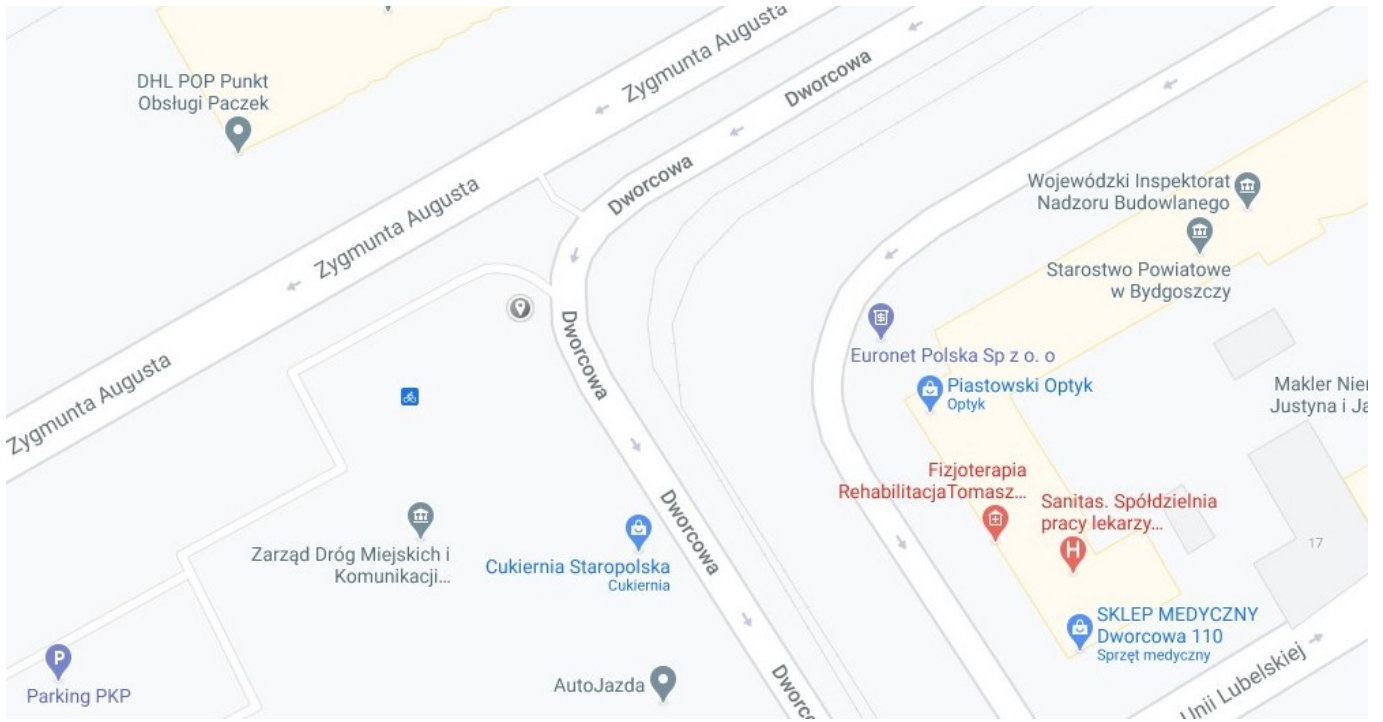 Zygmunta Augusta
Dworcowa
DHL POP Punkt
Obsługi Paczek
Dworcowa
Zygmunta Augusta
Wojewódzki Inspektorat
Nadzoru Budowlanego
Starostwo Powiatowe
w Bydgoszczy
Dworcowa
Euronet Polska Sp z o. o
Zygmunta Augusta
Piastowski Optyk
Optyk
Makler Nier
Justyna i Ja
Fizjoterapia
RehabilitacjaTomasz...
Sanitas. Spółdzielnia
pracy lekarzy...
H
Dworcowa
17
Zarząd Dróg Miejskich i
Komunikacji...
Cukiernia Staropolska
Cukiernia
SKLEP MEDYCZNY
Dworcowa 110
Sprzęt medyczny
P
Parking PKP
AutoJazda
Dworco
Unii Lubelskiej